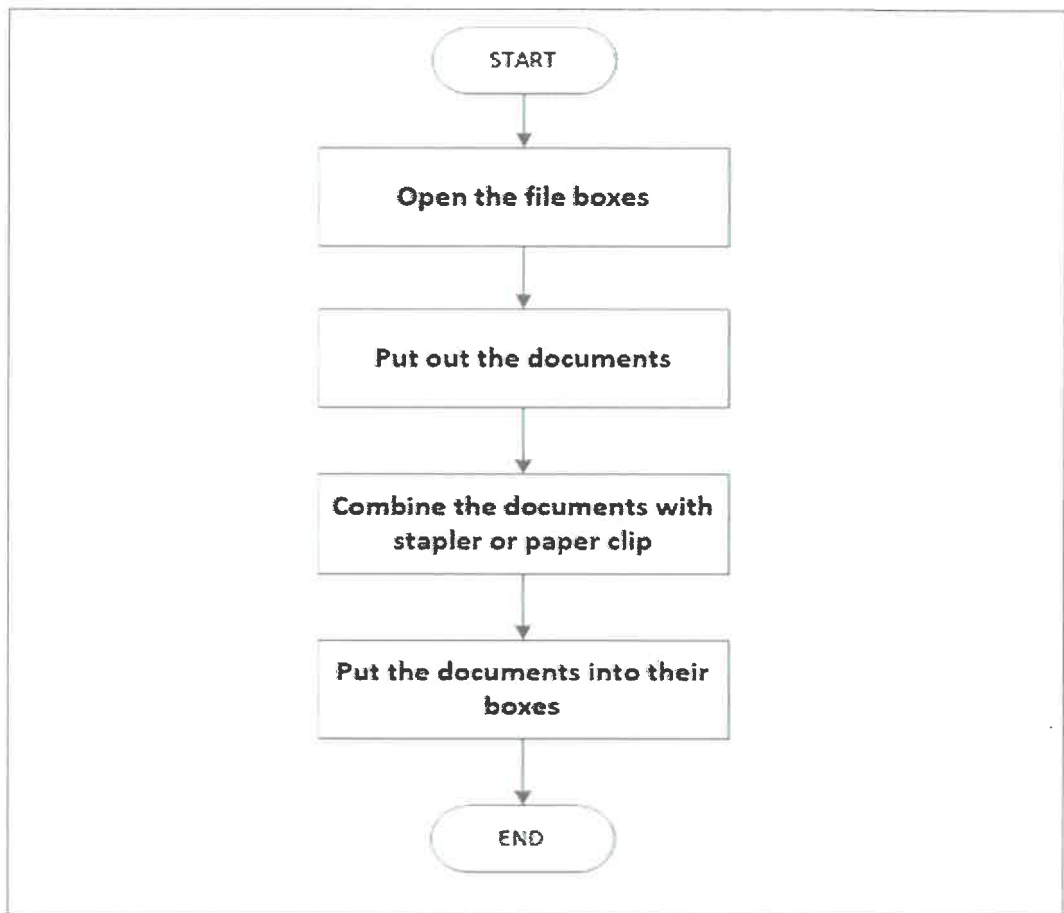 START
Open the file boxes
Put out the documents
Combine the documents with
stapler or paper clip
Put the documents into their
boxes
END